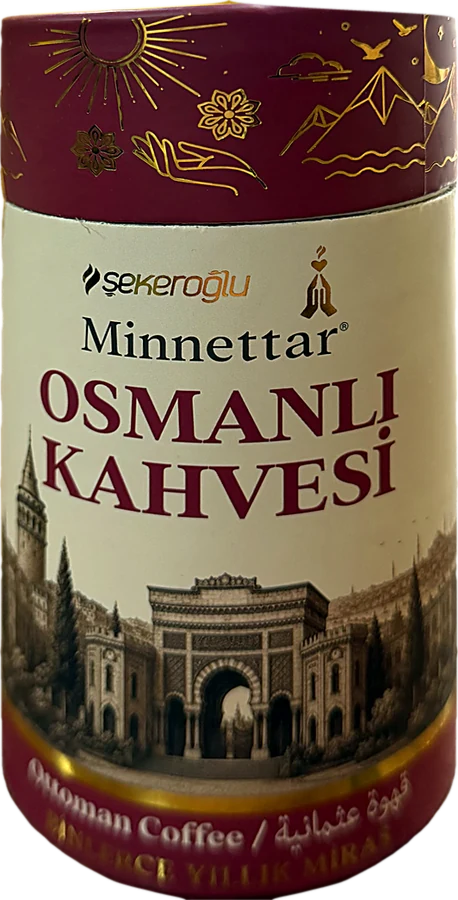 şekeroğlu
Minnettar®
OSMANLI
KAHVESİ
Ottoman Coffee / قهوة عثمانية
BİNLERCE YILLIK MİRAS